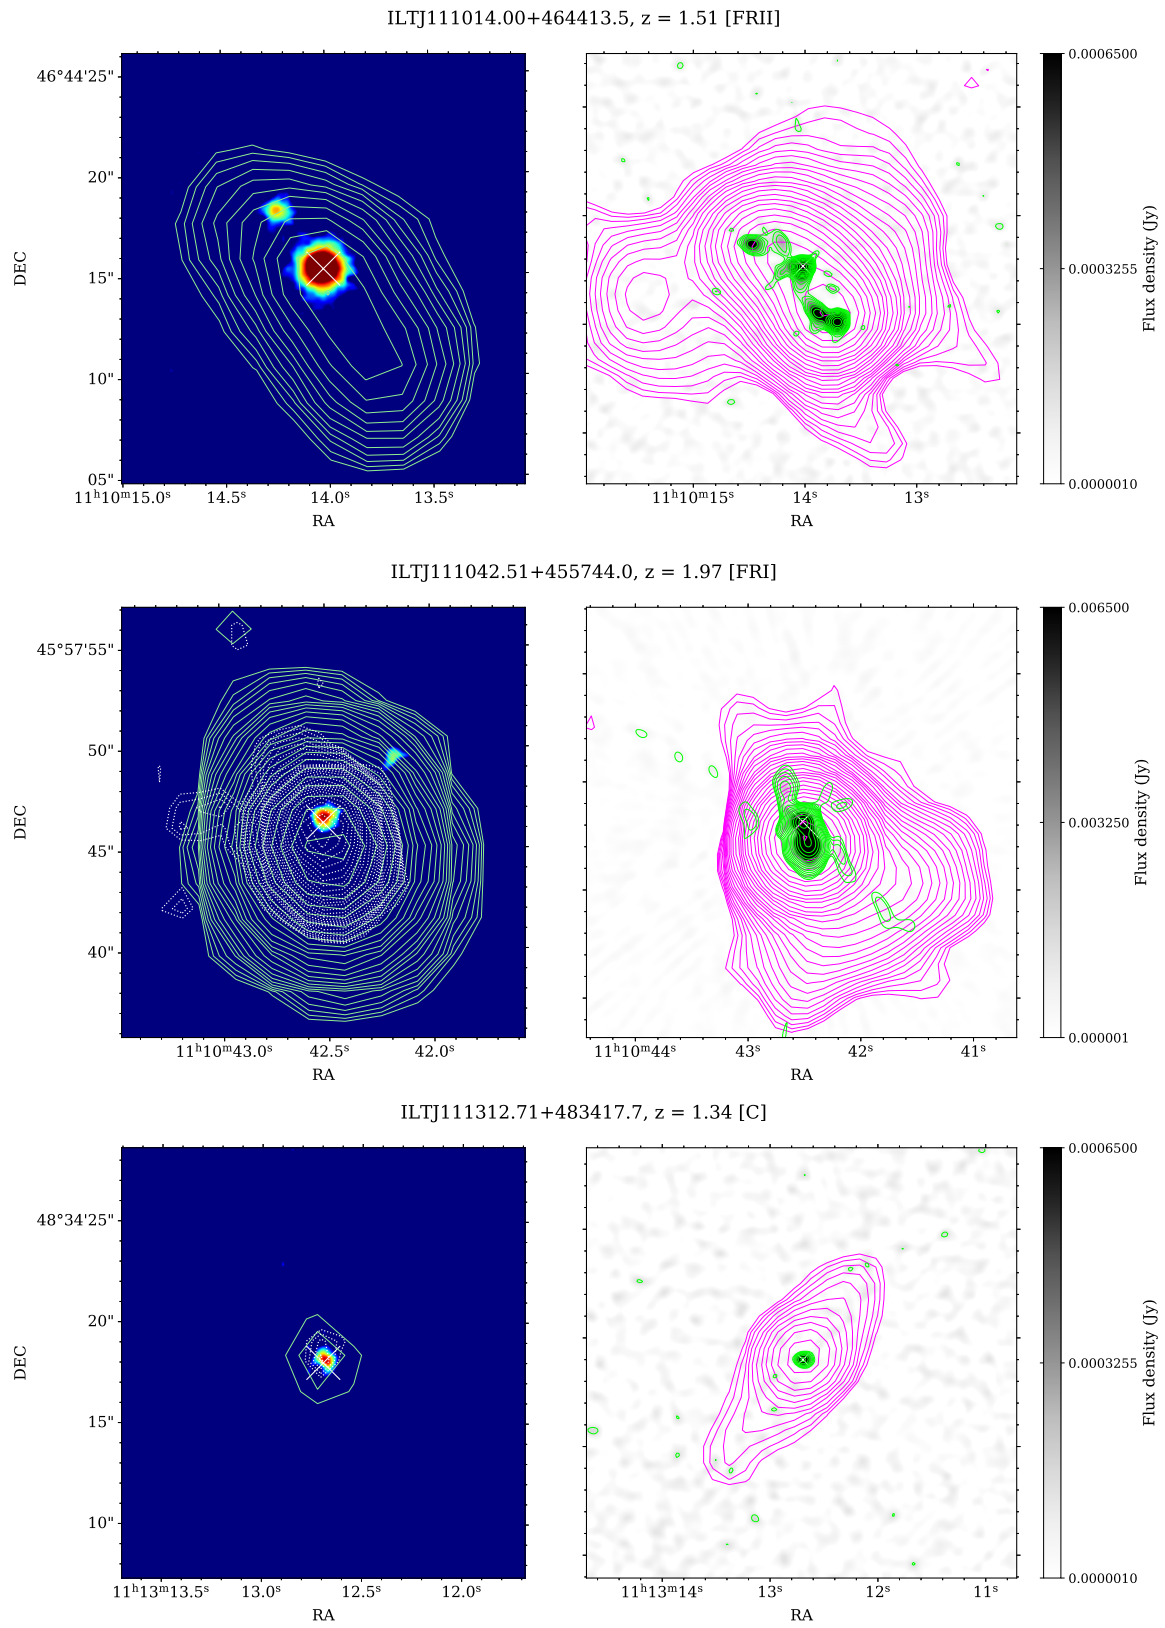 ILTJ111014.00+464413.5, z = 1.51 [FRII]
46°44'25"
20"
15"
10"
05"
DEC
11ʰ10ᵐ15.0ˢ 14.5ˢ 14.0ˢ 13.5ˢ
RA
11ʰ10ᵐ15ˢ 14ˢ 13ˢ
RA
0.0006500
0.0003255
0.0000010
Flux density (Jy)
ILTJ111042.51+455744.0, z = 1.97 [FRI]
45°57'55"
50"
45"
40"
DEC
11ʰ10ᵐ43.0ˢ 42.5ˢ 42.0ˢ
RA
11ʰ10ᵐ44ˢ 43ˢ 42ˢ 41ˢ
RA
0.006500
0.003250
0.000001
Flux density (Jy)
ILTJ111312.71+483417.7, z = 1.34 [C]
48°34'25"
20"
15"
10"
DEC
11ʰ13ᵐ13.5ˢ 13.0ˢ 12.5ˢ 12.0ˢ
RA
11ʰ13ᵐ14ˢ 13ˢ 12ˢ 11ˢ
RA
0.0006500
0.0003255
0.0000010
Flux density (Jy)